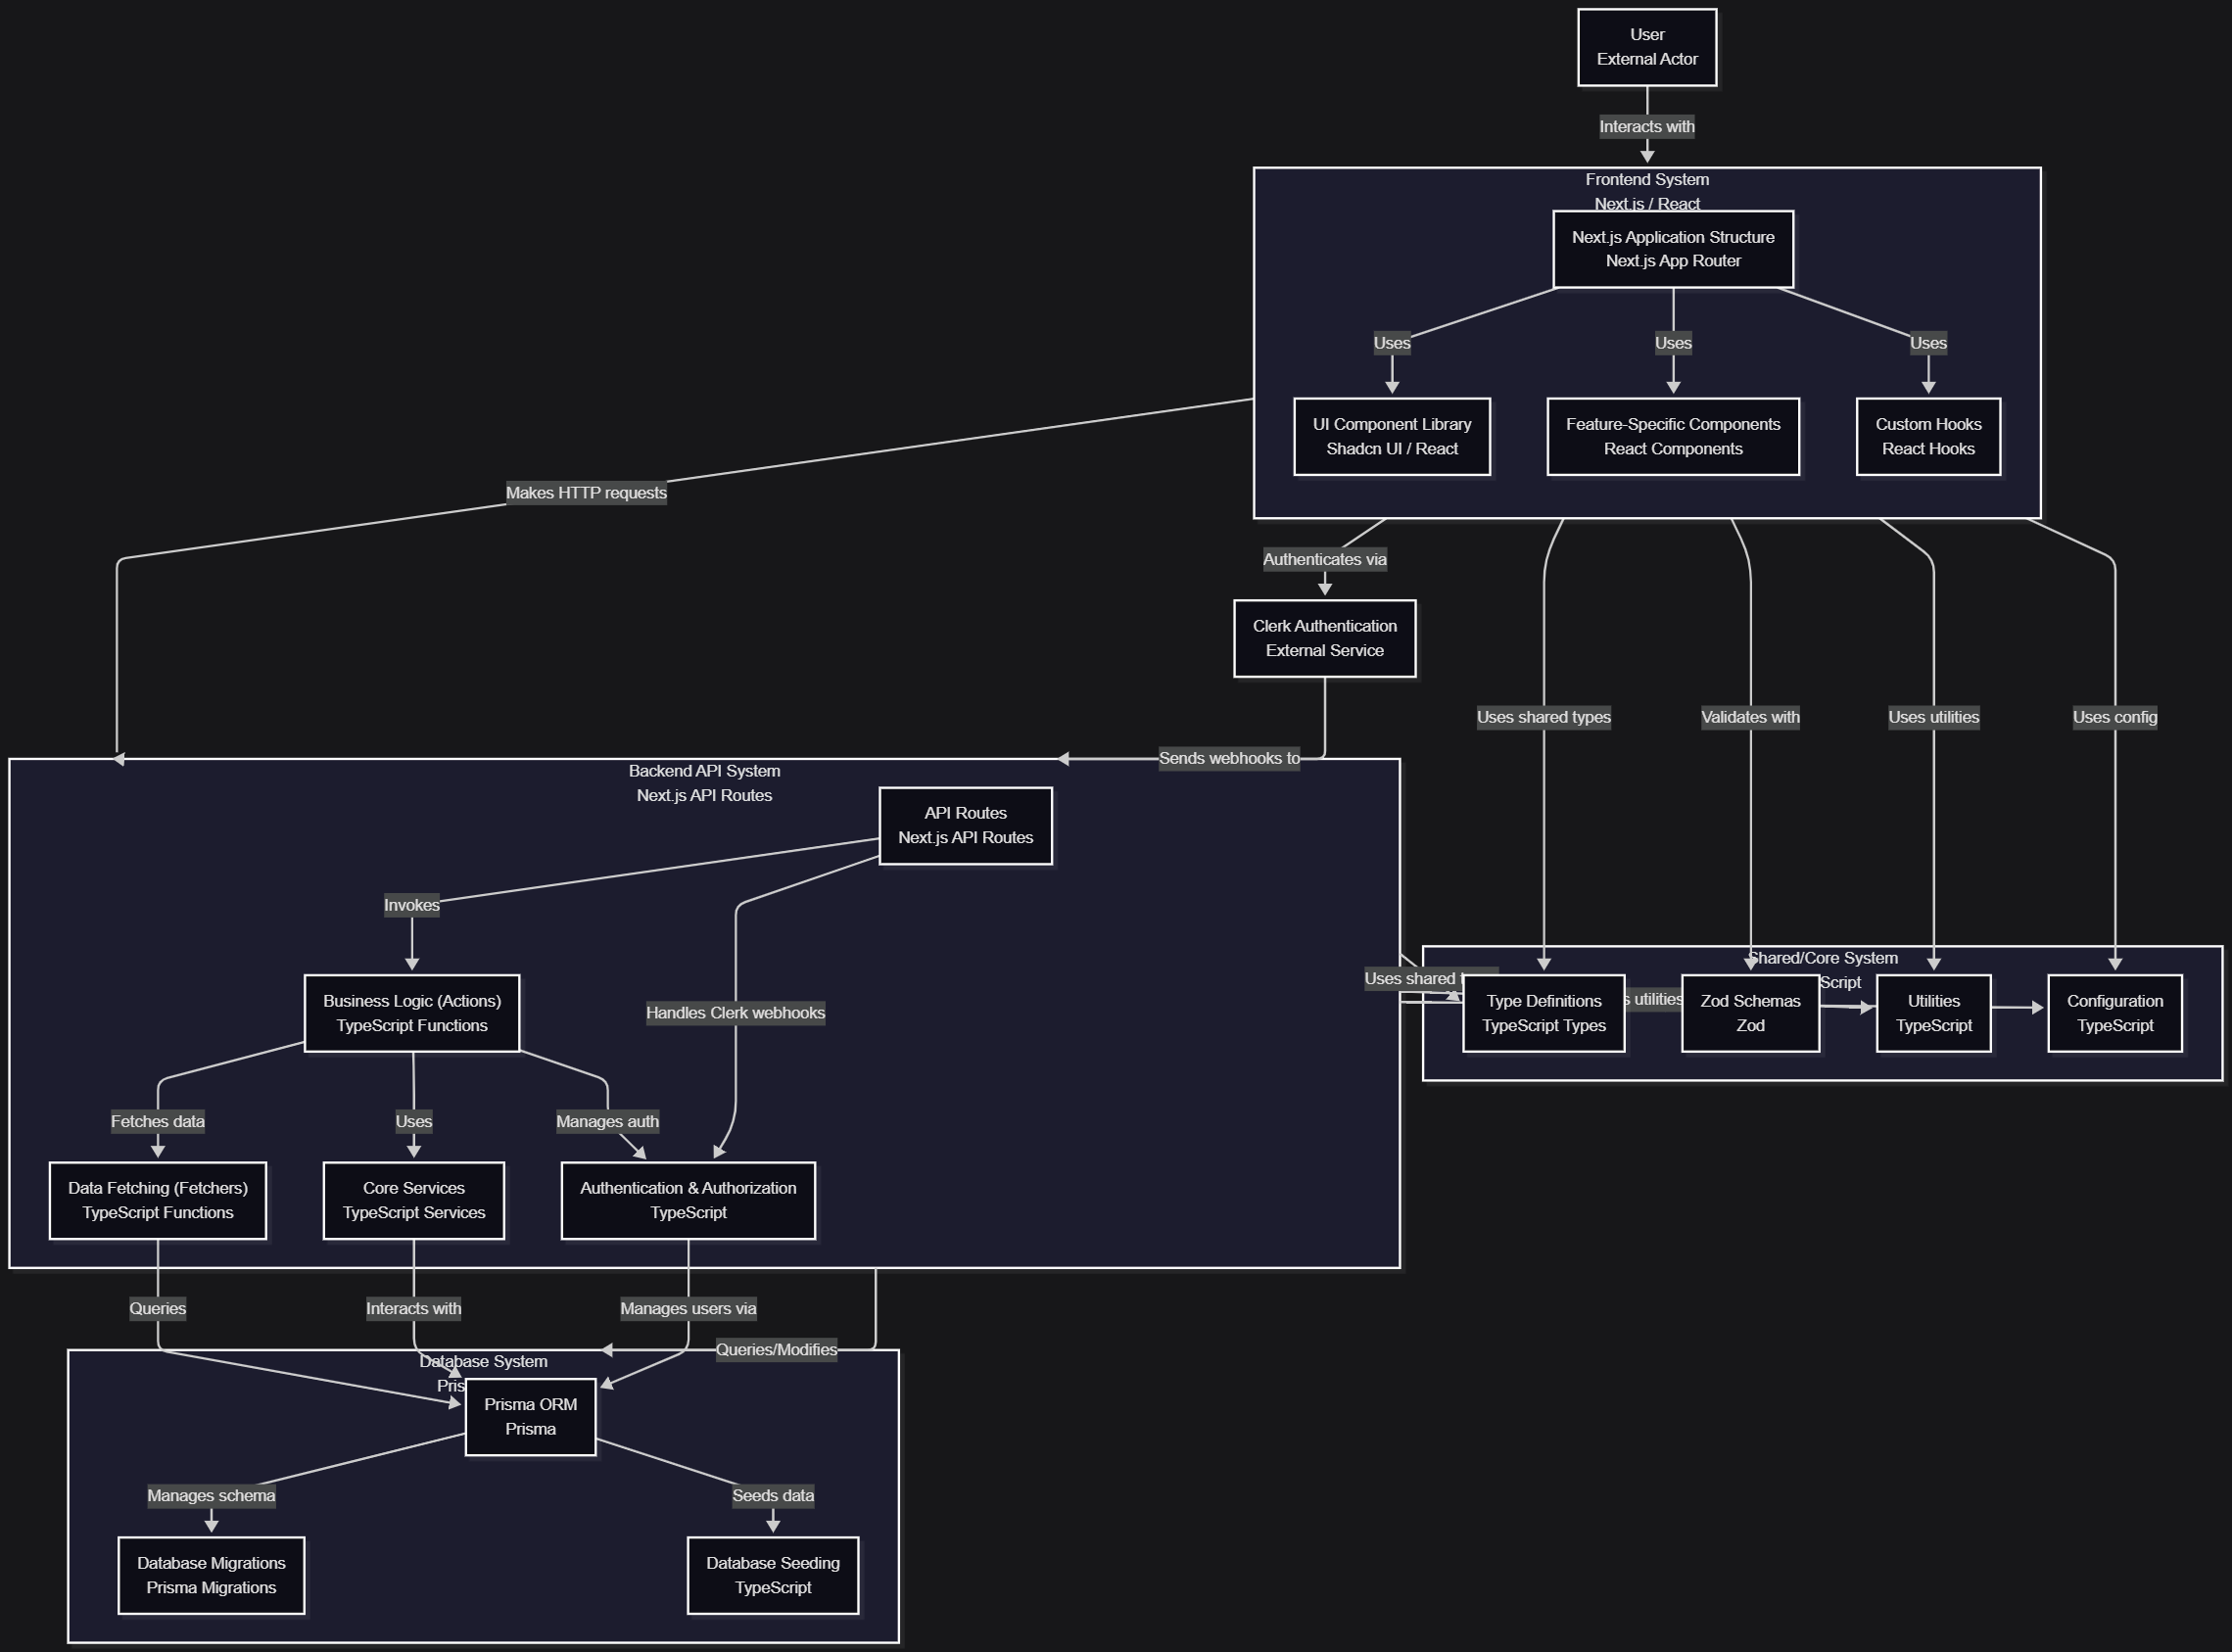 User
External Actor
Interacts with
Frontend System
Next.js / React
Next.js Application Structure
Next.js App Router
Uses
Uses
Uses
UI Component Library
Shadcn UI / React
Feature-Specific Components
React Components
Custom Hooks
React Hooks
Makes HTTP requests
Authenticates via
Clerk Authentication
External Service
Uses shared types
Validates with
Uses utilities
Uses config
Sends webhooks to
Backend API System
Next.js API Routes
API Routes
Next.js API Routes
Invokes
Handles Clerk webhooks
Business Logic (Actions)
TypeScript Functions
Shared/Core System
Script
Uses shared
utilities
Type Definitions
TypeScript Types
Zod Schemas
Zod
Utilities
TypeScript
Configuration
TypeScript
Fetches data
Uses
Manages auth
Data Fetching (Fetchers)
TypeScript Functions
Core Services
TypeScript Services
Authentication & Authorization
TypeScript
Queries
Interacts with
Manages users via
Queries/Modifies
Database System
Pris
Prisma ORM
Prisma
Manages schema
Seeds data
Database Migrations
Prisma Migrations
Database Seeding
TypeScript